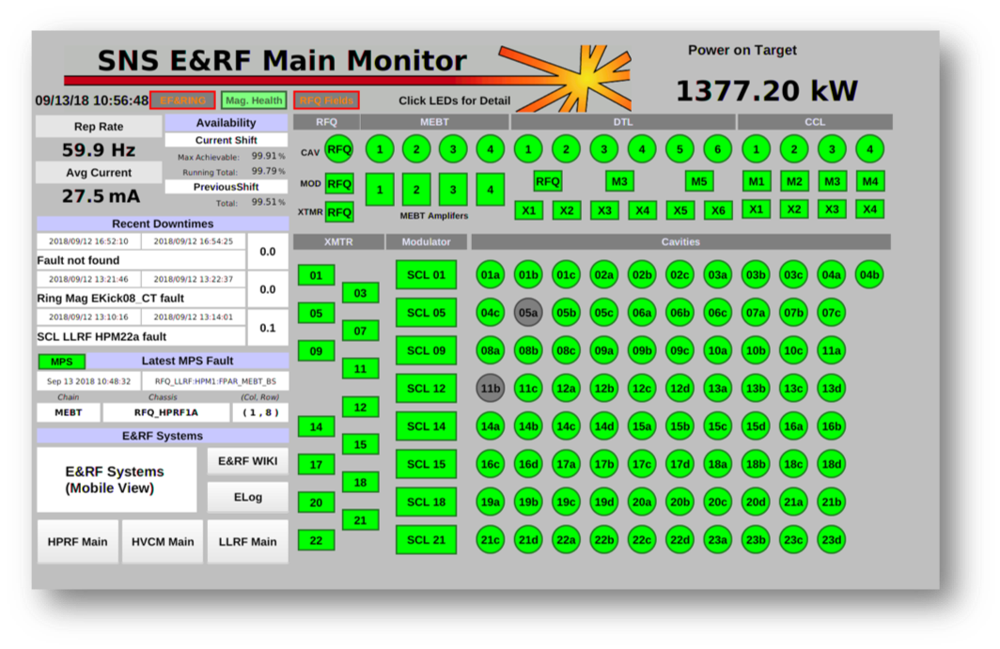 SNS E&RF Main Monitor
Power on Target
1377.20 kW
09/13/18 10:56:48 EF&RING Mag. Health RFQ Fields Click LEDs for Detail
Rep Rate
59.9 Hz
Avg Current
27.5 mA
Availability
Current Shift
Max Achievable: 99.91 %
Running Total: 99.79 %
PreviousShift
Total: 99.51 %
Recent Downtimes
2018/09/12 16:52:10 2018/09/12 16:54:25 0.0
Fault not found
2018/09/12 13:21:46 2018/09/12 13:22:37 0.0
Ring Mag EKick08_CT fault
2018/09/12 13:10:16 2018/09/12 13:14:01 0.1
SCL LLRF HPM22a fault
MPS Latest MPS Fault
Sep 13 2018 10:48:32 RFQ_LLRF:HPM1:FPAR_MEBT_BS
Chain Chassis (Col, Row)
MEBT RFQ_HPRF1A ( 1 , 8 )
E&RF Systems
E&RF Systems
(Mobile View)
E&RF WIKI
ELog
HPRF Main HVCM Main LLRF Main
RFQ MEBT DTL CCL
CAV RFQ 1 2 3 4 1 2 3 4 5 6 1 2 3 4
MOD RFQ 1 2 3 4 RFQ M3 M5 M1 M2 M3 M4
XTMR RFQ MEBT Amplifers X1 X2 X3 X4 X5 X6 X1 X2 X3 X4
XMTR Modulator Cavities
01 SCL 01 01a 01b 01c 02a 02b 02c 03a 03b 03c 04a 04b
03
05 SCL 05 04c 05a 05b 05c 06a 06b 06c 07a 07b 07c
07
09 SCL 09 08a 08b 08c 09a 09b 09c 10a 10b 10c 11a
11
SCL 12 11b 11c 12a 12b 12c 12d 13a 13b 13c 13d
12
14 SCL 14 14a 14b 14c 14d 15a 15b 15c 15d 16a 16b
15
17 SCL 15 16c 16d 17a 17b 17c 17d 18a 18b 18c 18d
18
20 SCL 18 19a 19b 19c 19d 20a 20b 20c 20d 21a 21b
21
22 SCL 21 21c 21d 22a 22b 22c 22d 23a 23b 23c 23d